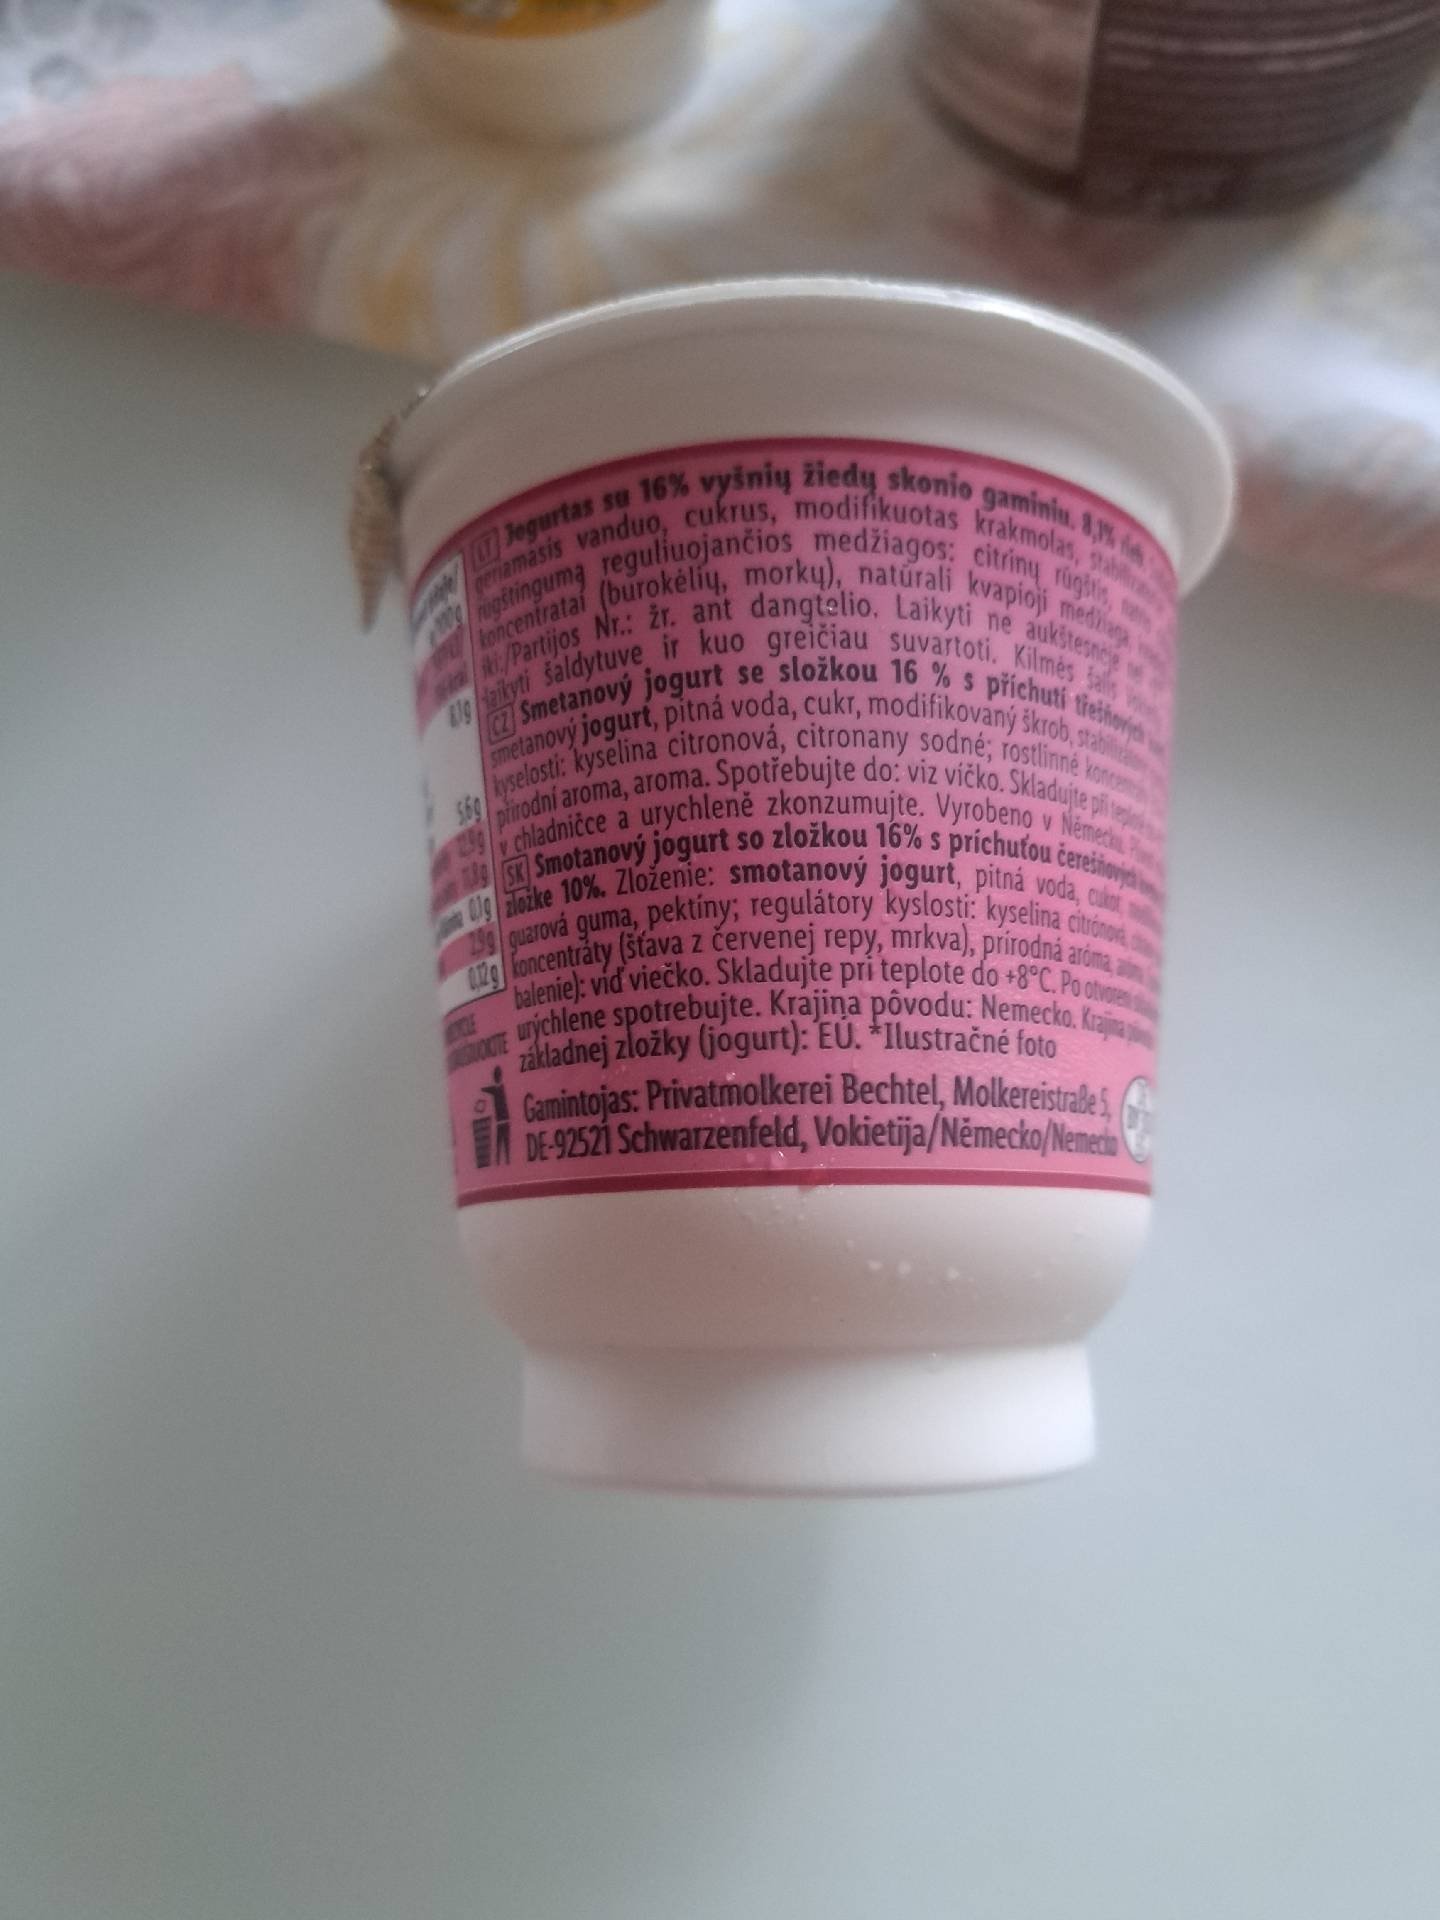 LT Jogurtas su 16% vyšnių žiedų skonio gaminiu. 8,1%
geriamasis vanduo, cukrus, modifikuotas krakmolas,
rūgštingumą reguliuojančios medžiagos: citrinų rūgštis,
koncentratai (burokėlių, morkų), natūrali kvapioji medžiaga,
ki:/Partijos Nr.: žr. ant dangtelio. Laikyti ne aukštesnėje nei
laikyti šaldytuve ir kuo greičiau suvartoti. Kilmės šalis
CZ Smetanový jogurt se složkou 16 % s příchutí třešňových
smetanový jogurt, pitná voda, cukr, modifikovaný škrob,
kyselosti: kyselina citronová, citronany sodné; rostlinné
přírodní aroma, aroma. Spotřebujte do: viz víčko. Skladujte při
v chladničce a urychleně zkonzumujte. Vyrobeno v Německu.
SK Smotanový jogurt so zložkou 16% s príchuťou čerešňových
zložke 10%. Zloženie: smotanový jogurt, pitná voda, cukor,
guarová guma, pektíny; regulátory kyslosti: kyselina citrónová,
koncentráty (šťava z červenej repy, mrkva), prírodná aróma,
balenie): viď viečko. Skladujte pri teplote do +8°C. Po otvorení
urýchlene spotrebujte. Krajina pôvodu: Nemecko. Krajina
základnej zložky (jogurt): EÚ. *Ilustračné foto
Gamintojas: Privatmolkerei Bechtel, Molkereistraße 5,
DE-92521 Schwarzenfeld, Vokietija/Německo/Nemecko
8,1g
5,6g
12,9g
11,8g
0,1g
2,9g
0,12g